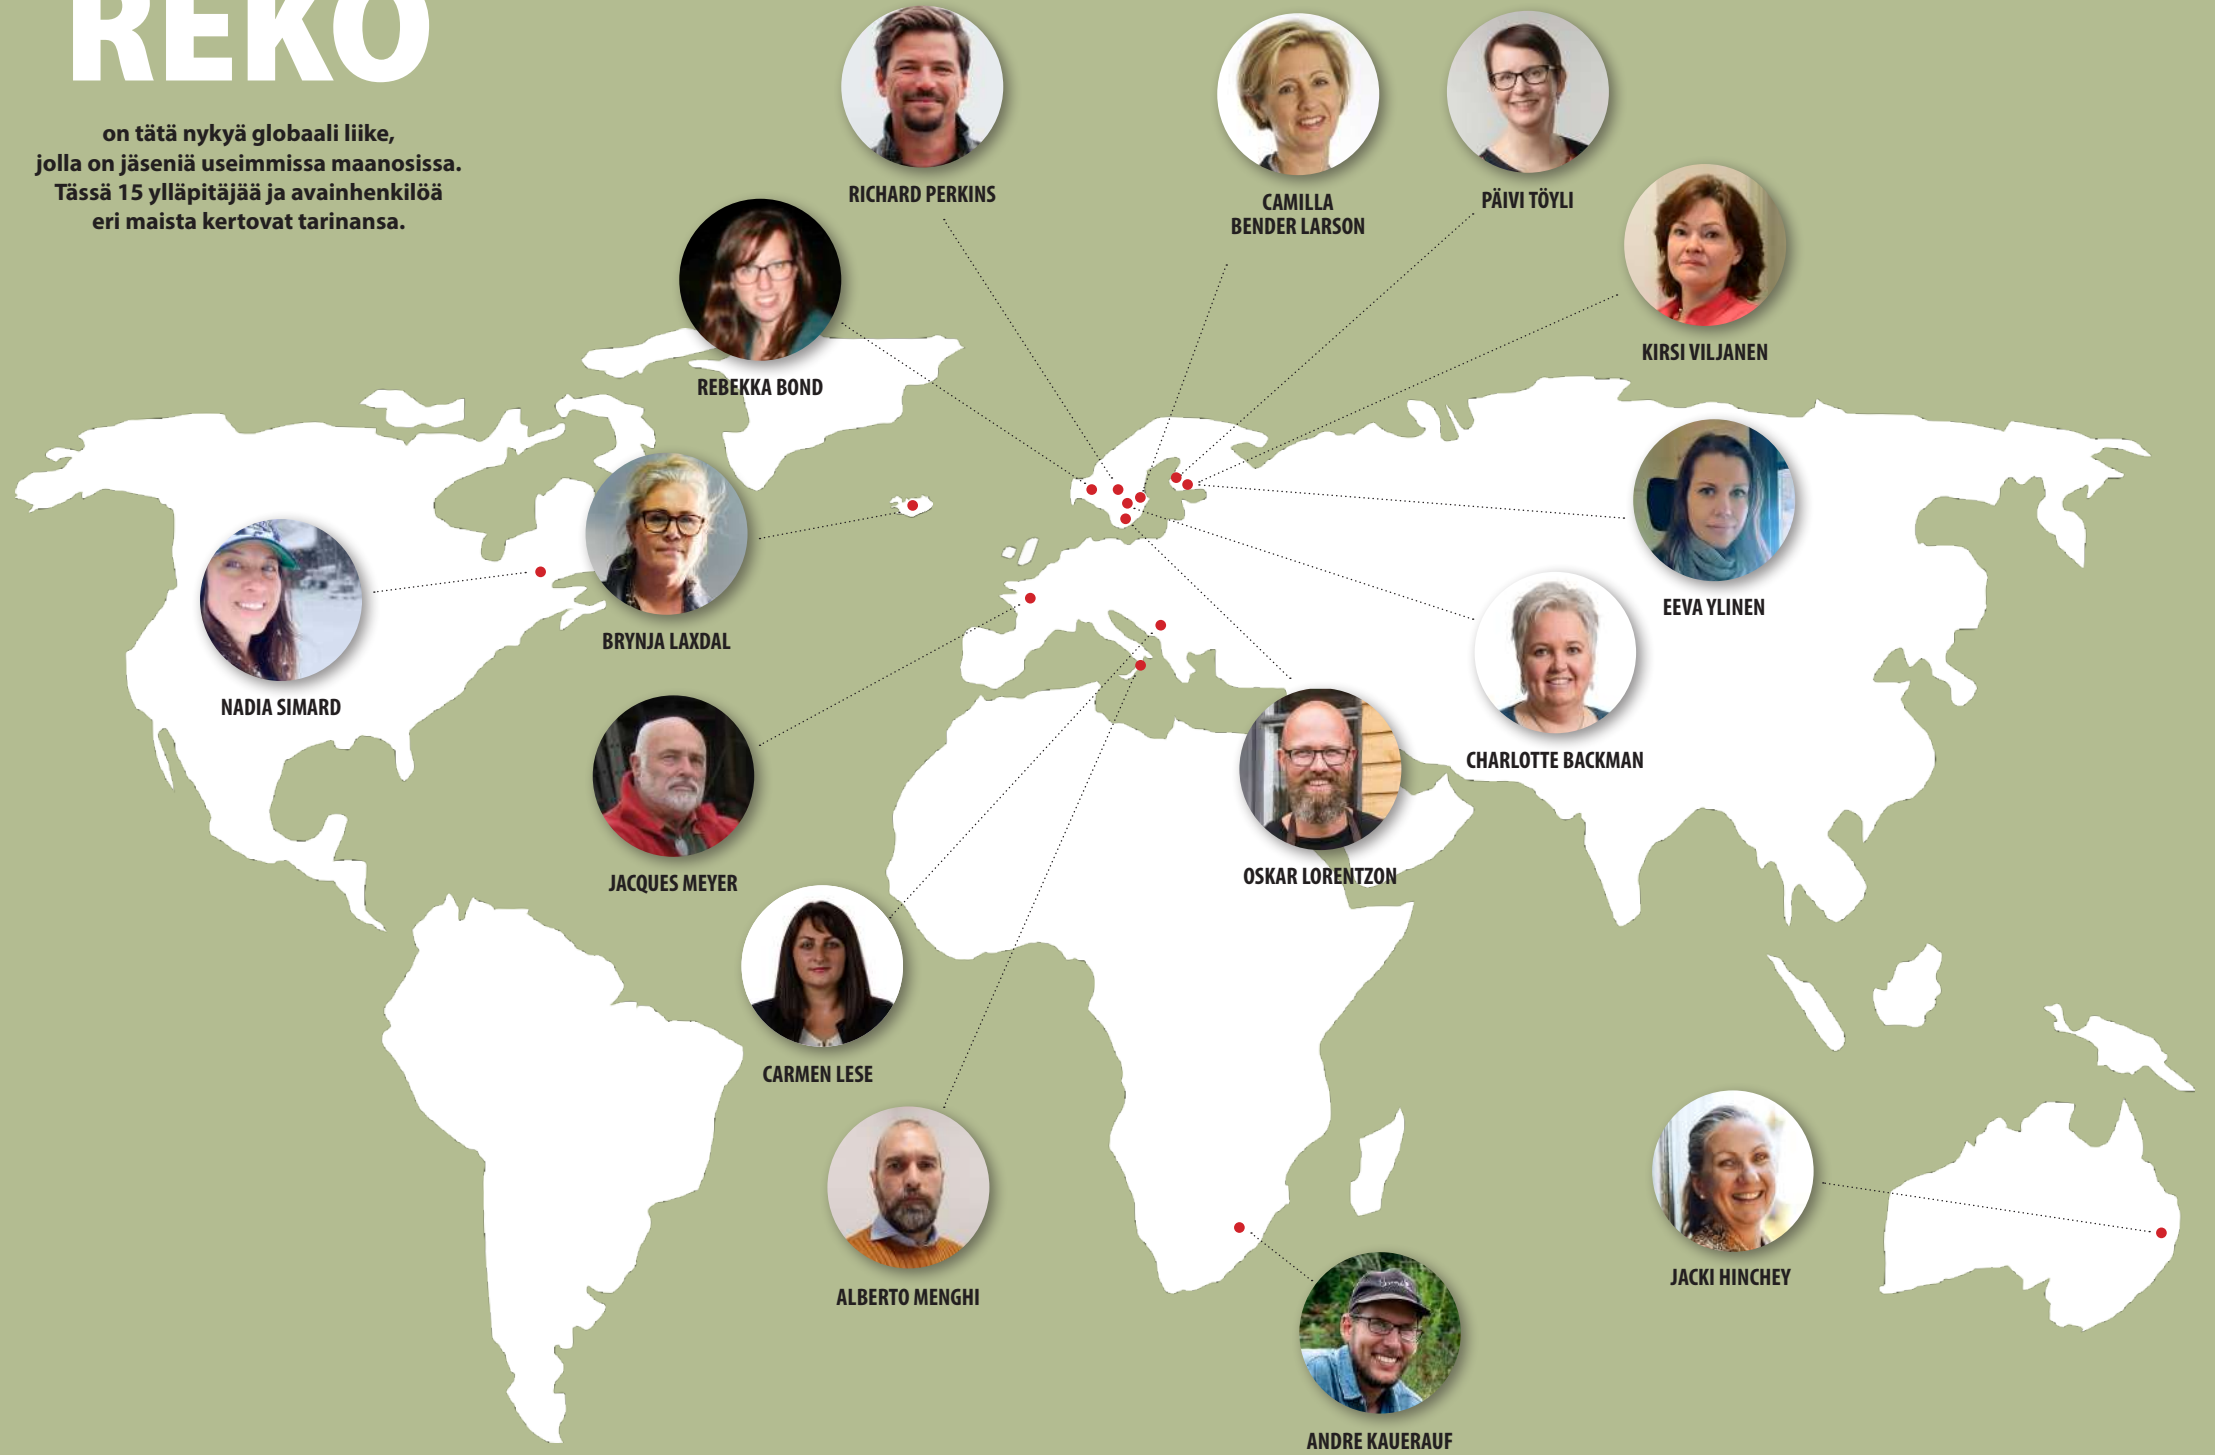 REKO
on tätä nykyä globaali liike,
jolla on jäseniä useimmissa maanosissa.
Tässä 15 ylläpitäjää ja avainhenkilöä
eri maista kertovat tarinansa.
RICHARD PERKINS
CAMILLA
BENDER LARSON
PÄIVI TÖYLI
KIRSI VILJANEN
REBEKKA BOND
EEVA YLINEN
BRYNJA LAXDAL
NADIA SIMARD
CHARLOTTE BACKMAN
JACQUES MEYER
OSKAR LORENTZON
CARMEN LESE
ALBERTO MENGHI
JACKI HINCHEY
ANDRE KAUERAUF